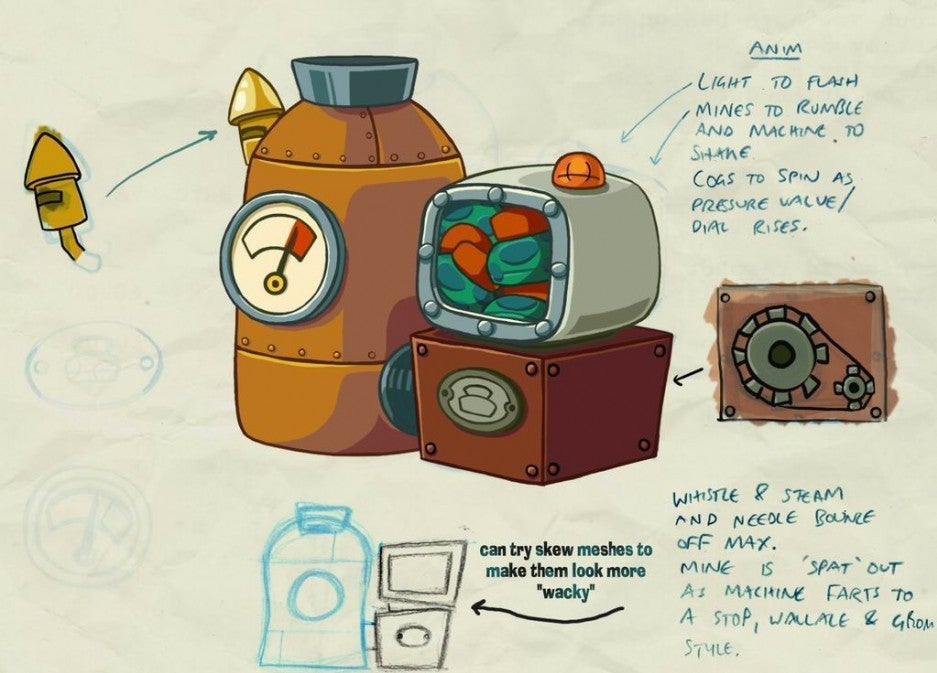 ANIM
LIGHT TO FLASH
MINES TO RUMBLE
AND MACHINE TO
SHAKE.
COGS TO SPIN AS
PRESSURE VALVE/
DIAL RISES.
can try skew meshes to
make them look more
"wacky"
WHISTLE & STEAM
AND NEEDLE BOUNCE
OFF MAX.
MINE IS 'SPAT' OUT
AS MACHINE FARTS TO
A STOP, WALLACE & GROM
STYLE.